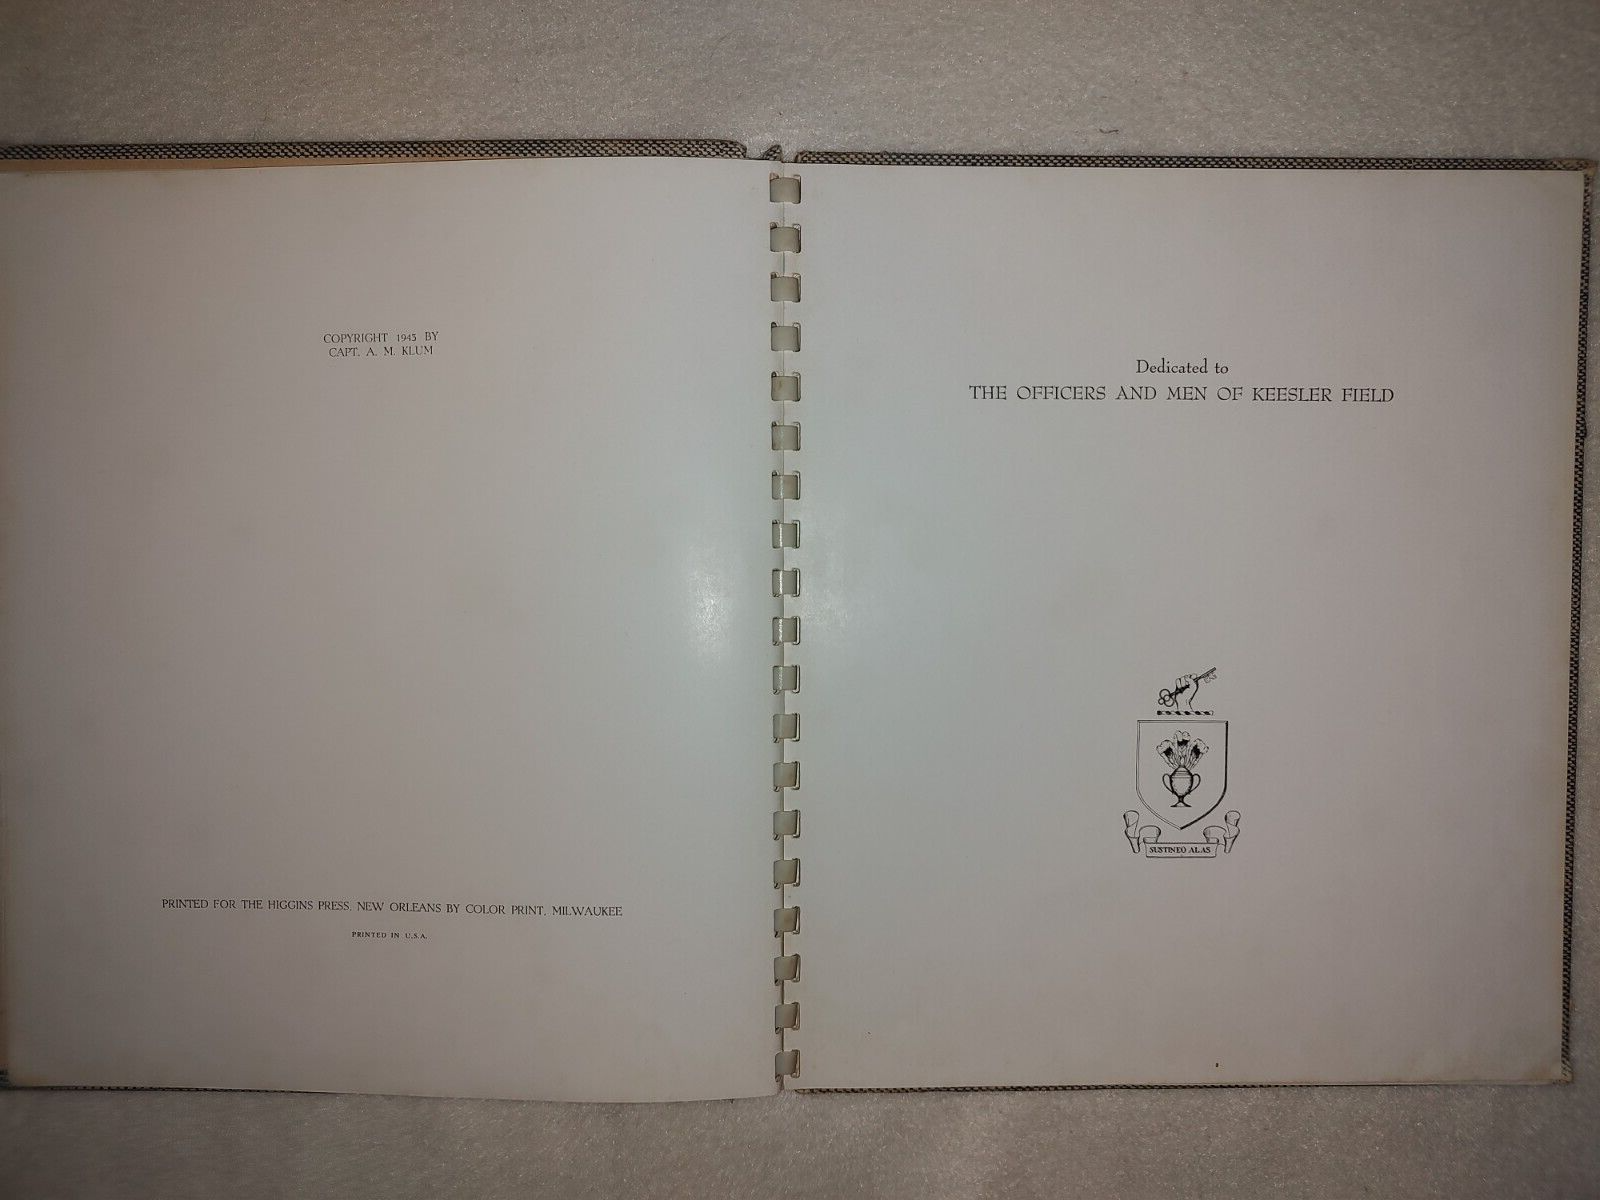 COPYRIGHT 1945 BY
CAPT. A. M. KLUM
PRINTED FOR THE HIGGINS PRESS, NEW ORLEANS BY COLOR PRINT, MILWAUKEE
PRINTED IN U.S.A.
Dedicated to
THE OFFICERS AND MEN OF KEESLER FIELD
SUSTINEO ALAS